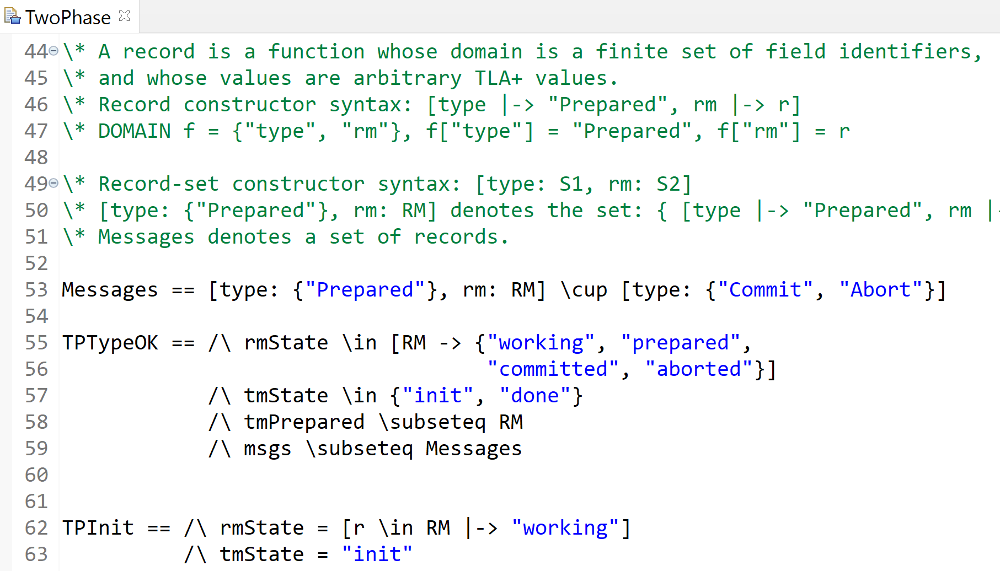 TwoPhase
44 \* A record is a function whose domain is a finite set of field identifiers,
45 \* and whose values are arbitrary TLA+ values.
46 \* Record constructor syntax: [type |-> "Prepared", rm |-> r]
47 \* DOMAIN f = {"type", "rm"}, f["type"] = "Prepared", f["rm"] = r
48
49 \* Record-set constructor syntax: [type: S1, rm: S2]
50 \* [type: {"Prepared"}, rm: RM] denotes the set: { [type |-> "Prepared", rm |-
51 \* Messages denotes a set of records.
52
53 Messages == [type: {"Prepared"}, rm: RM] \cup [type: {"Commit", "Abort"}]
54
55 TPTypeOK == /\ rmState \in [RM -> {"working", "prepared",
56 "committed", "aborted"}]
57 /\ tmState \in {"init", "done"}
58 /\ tmPrepared \subseteq RM
59 /\ msgs \subseteq Messages
60
61
62 TPInit == /\ rmState = [r \in RM |-> "working"]
63 /\ tmState = "init"